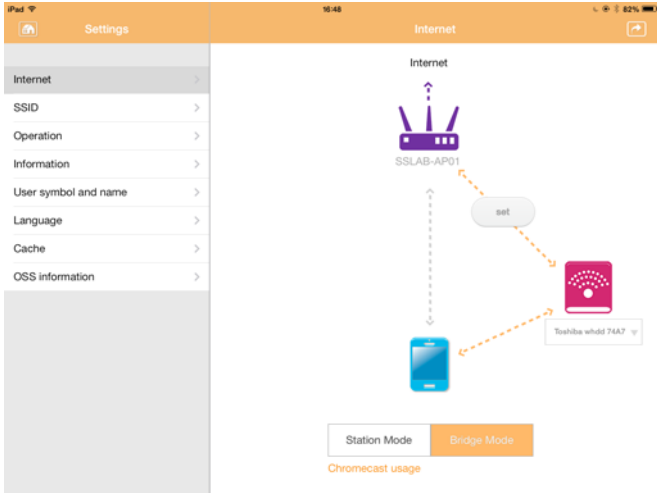 iPad 16:48 82%
Settings Internet
Internet
SSID
Operation
Information
User symbol and name
Language
Cache
OSS information
Internet
SSLAB-AP01
set
Toshiba whdd 74A7
Station Mode Bridge Mode
Chromecast usage